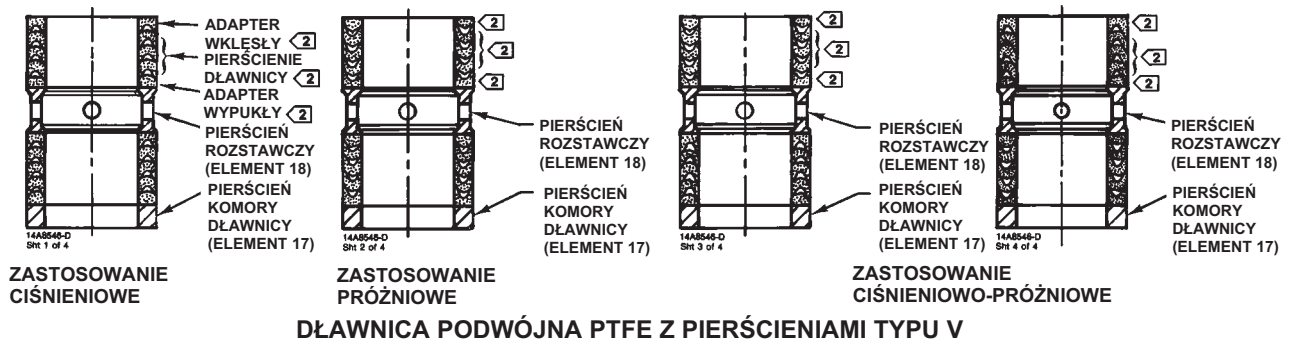 ADAPTER
WKLĘSŁY 2
PIERŚCIENIE
DŁAWNICY 2
ADAPTER
WYPUKŁY 2
PIERŚCIEŃ
ROZSTAWCZY
(ELEMENT 18)
PIERŚCIEŃ
KOMORY
DŁAWNICY
(ELEMENT 17)
14A8546-D
Sht 1 of 4
ZASTOSOWANIE
CIŚNIENIOWE
2
2
2
PIERŚCIEŃ
ROZSTAWCZY
(ELEMENT 18)
PIERŚCIEŃ
KOMORY
DŁAWNICY
(ELEMENT 17)
14A8546-D
Sht 2 of 4
ZASTOSOWANIE
PRÓŻNIOWE
2
2
2
PIERŚCIEŃ
ROZSTAWCZY
(ELEMENT 18)
PIERŚCIEŃ
KOMORY
DŁAWNICY
(ELEMENT 17)
14A8546-D
Sht 3 of 4
2
2
2
PIERŚCIEŃ
ROZSTAWCZY
(ELEMENT 18)
PIERŚCIEŃ
KOMORY
DŁAWNICY
(ELEMENT 17)
14A8546-D
Sht 4 of 4
ZASTOSOWANIE
CIŚNIENIOWO-PRÓŻNIOWE
DŁAWNICA PODWÓJNA PTFE Z PIERŚCIENIAMI TYPU V